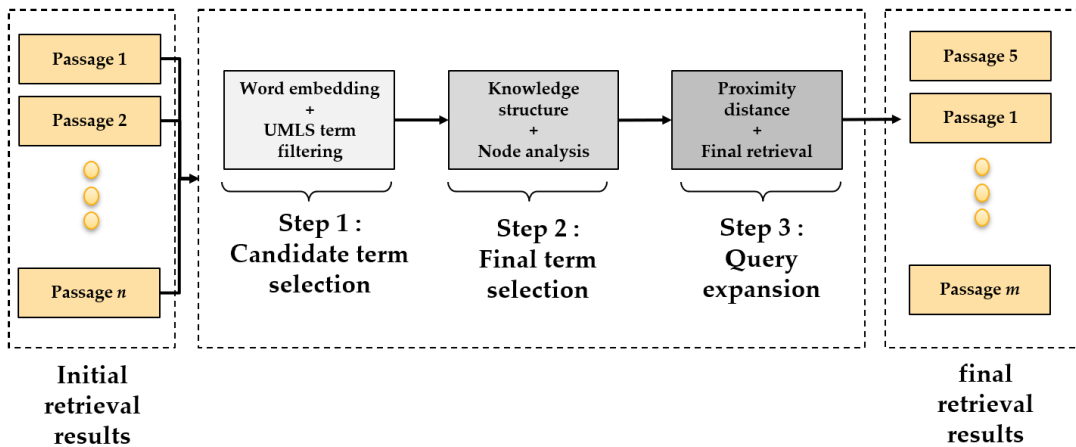 Passage 1
Passage 2
Passage n
Initial
retrieval
results
Word embedding
+
UMLS term
filtering
Step 1 :
Candidate term
selection
Knowledge
structure
+
Node analysis
Step 2 :
Final term
selection
Proximity
distance
+
Final retrieval
Step 3 :
Query
expansion
Passage 5
Passage 1
Passage m
final
retrieval
results